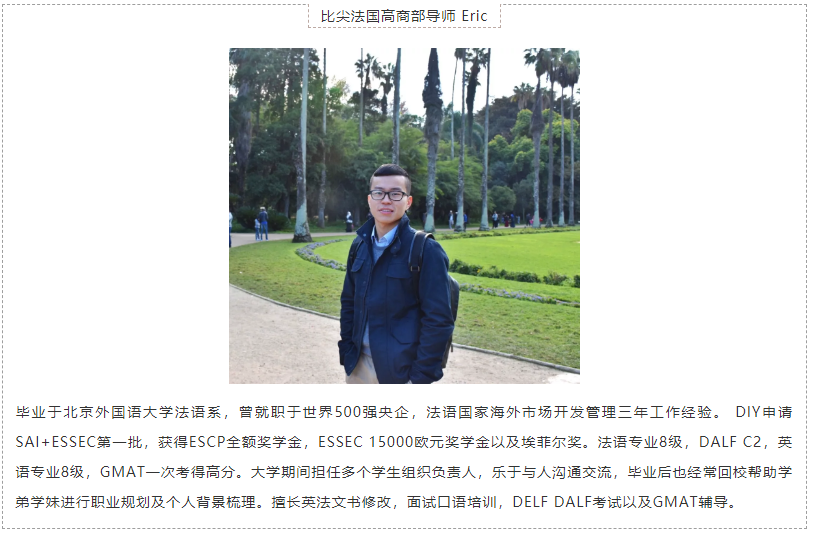 比尖法国高商部导师 Eric
毕业于北京外国语大学法语系，曾就职于世界500强央企，法语国家海外市场开发管理三年工作经验。 DIY申请
SAI+ESSEC第一批，获得ESCP全额奖学金，ESSEC 15000欧元奖学金以及埃菲尔奖。法语专业8级，DALF C2，英
语专业8级，GMAT一次考得高分。大学期间担任多个学生组织负责人，乐于与人沟通交流，毕业后也经常回校帮助学
弟学妹进行职业规划及个人背景梳理。擅长英法文书修改，面试口语培训，DELF DALF考试以及GMAT辅导。